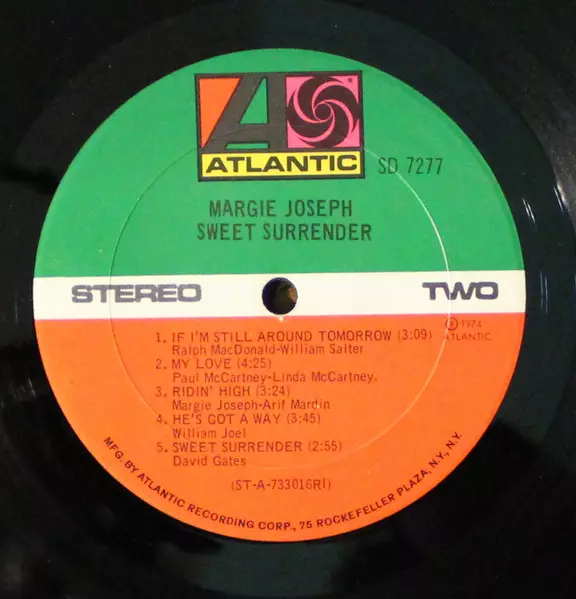 ATLANTIC
SD 7277
MARGIE JOSEPH
SWEET SURRENDER
STEREO
TWO
℗ 1974
ATLANTIC
1. IF I'M STILL AROUND TOMORROW (3:09)
Ralph MacDonald-William Salter
2. MY LOVE (4:25)
Paul McCartney-Linda McCartney.
3. RIDIN' HIGH (3:24)
Margie Joseph-Arif Mardin
4. HE'S GOT A WAY (3:45)
William Joel
5. SWEET SURRENDER (2:55)
David Gates
(ST-A-733016RI)
MFG. BY ATLANTIC RECORDING CORP., 75 ROCKEFELLER PLAZA, N.Y., N.Y.